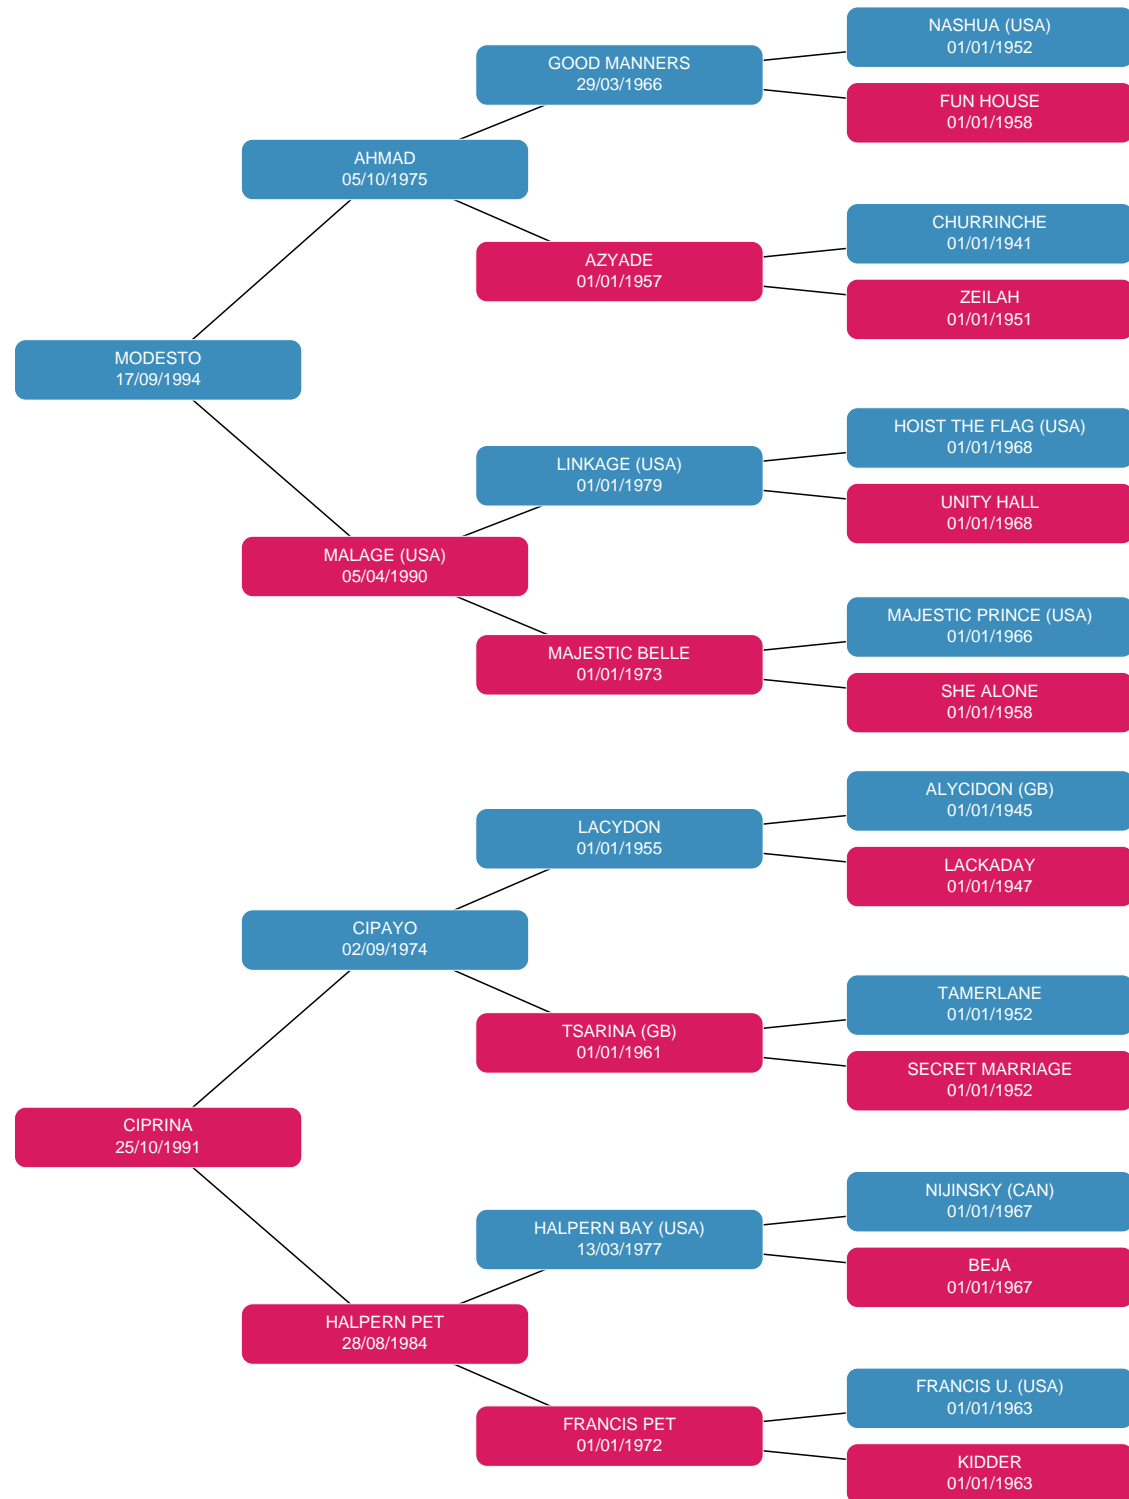 NASHUA (USA)
01/01/1952
GOOD MANNERS
29/03/1966
FUN HOUSE
01/01/1958
AHMAD
05/10/1975
CHURRINCHE
01/01/1941
AZYADE
01/01/1957
ZEILAH
01/01/1951
MODESTO
17/09/1994
HOIST THE FLAG (USA)
01/01/1968
LINKAGE (USA)
01/01/1979
UNITY HALL
01/01/1968
MALAGE (USA)
05/04/1990
MAJESTIC PRINCE (USA)
01/01/1966
MAJESTIC BELLE
01/01/1973
SHE ALONE
01/01/1958
ALYCIDON (GB)
01/01/1945
LACYDON
01/01/1955
LACKADAY
01/01/1947
CIPAYO
02/09/1974
TAMERLANE
01/01/1952
TSARINA (GB)
01/01/1961
SECRET MARRIAGE
01/01/1952
CIPRINA
25/10/1991
NIJINSKY (CAN)
01/01/1967
HALPERN BAY (USA)
13/03/1977
BEJA
01/01/1967
HALPERN PET
28/08/1984
FRANCIS U. (USA)
01/01/1963
FRANCIS PET
01/01/1972
KIDDER
01/01/1963